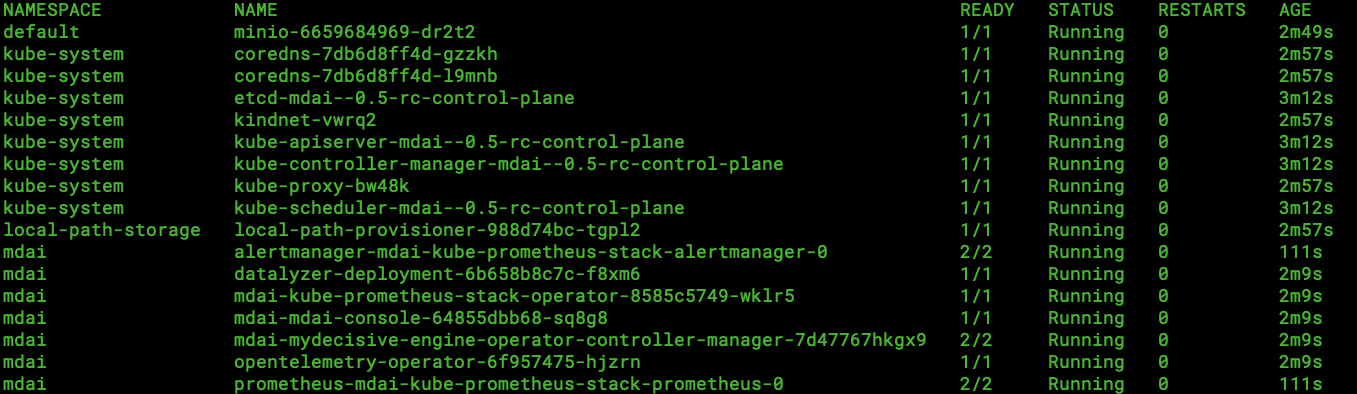 NAMESPACE NAME READY STATUS RESTARTS AGE
default minio-6659684969-dr2t2 1/1 Running 0 2m49s
kube-system coredns-7db6d8ff4d-gzzkh 1/1 Running 0 2m57s
kube-system coredns-7db6d8ff4d-l9mnb 1/1 Running 0 2m57s
kube-system etcd-mdai--0.5-rc-control-plane 1/1 Running 0 3m12s
kube-system kindnet-vwrq2 1/1 Running 0 2m57s
kube-system kube-apiserver-mdai--0.5-rc-control-plane 1/1 Running 0 3m12s
kube-system kube-controller-manager-mdai--0.5-rc-control-plane 1/1 Running 0 3m12s
kube-system kube-proxy-bw48k 1/1 Running 0 2m57s
kube-system kube-scheduler-mdai--0.5-rc-control-plane 1/1 Running 0 3m12s
local-path-storage local-path-provisioner-988d74bc-tgpl2 1/1 Running 0 2m57s
mdai alertmanager-mdai-kube-prometheus-stack-alertmanager-0 2/2 Running 0 111s
mdai datalyzer-deployment-6b658b8c7c-f8xm6 1/1 Running 0 2m9s
mdai mdai-kube-prometheus-stack-operator-8585c5749-wklr5 1/1 Running 0 2m9s
mdai mdai-mdai-console-64855dbb68-sq8g8 1/1 Running 0 2m9s
mdai mdai-mydecisive-engine-operator-controller-manager-7d47767hkgx9 2/2 Running 0 2m9s
mdai opentelemetry-operator-6f957475-hjzrn 1/1 Running 0 2m9s
mdai prometheus-mdai-kube-prometheus-stack-prometheus-0 2/2 Running 0 111s